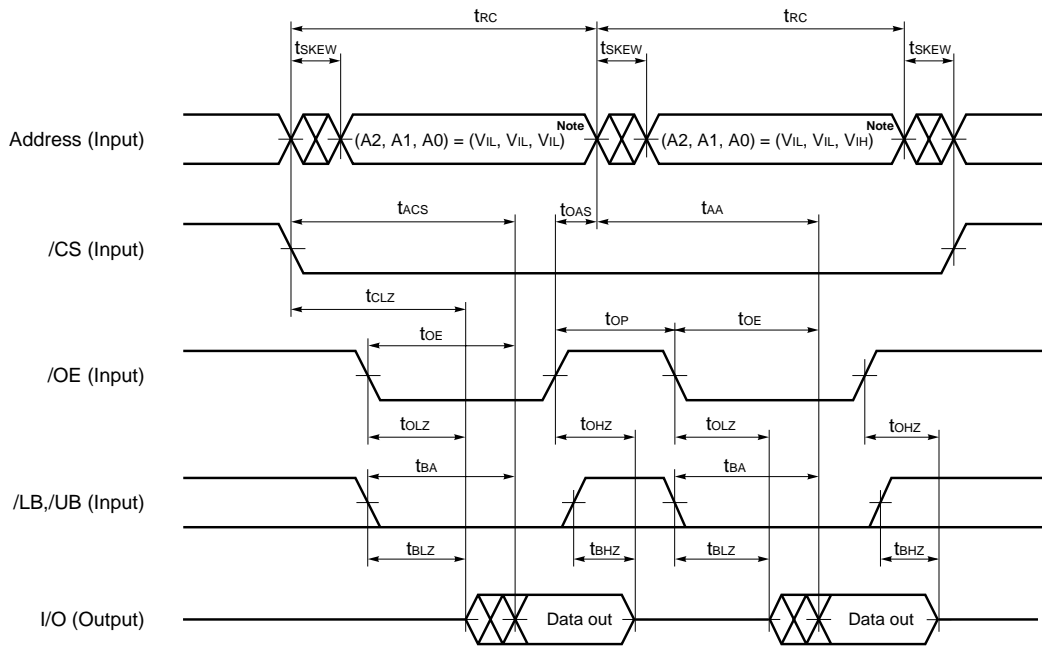 tRC tRC
tSKEW tSKEW tSKEW
Address (Input) (A2, A1, A0) = (VIL, VIL, VIL) Note (A2, A1, A0) = (VIL, VIL, VIH) Note
tACS tOAS tAA
/CS (Input)
tCLZ
tOP tOE
tOE
/OE (Input)
tOLZ tOHZ tOLZ tOHZ
tBA tBA
/LB,/UB (Input)
tBLZ tBHZ tBLZ tBHZ
I/O (Output) Data out Data out